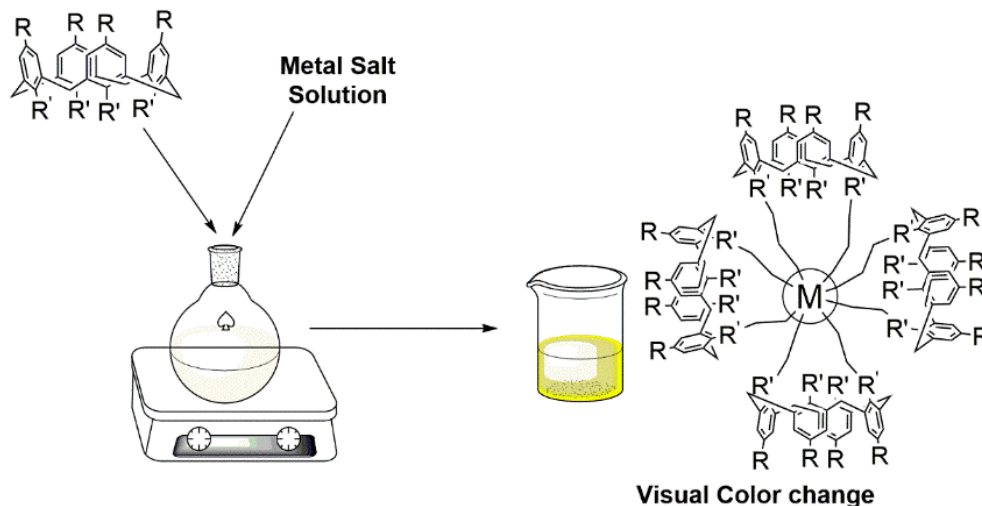 R R R R
R' R' R' R'
Metal Salt
Solution
R R R R
R' R' R' R'
R R'
R R'
R R'
R R'
M
R' R
R' R
R' R
R' R
R' R' R' R'
R R R R
Visual Color change